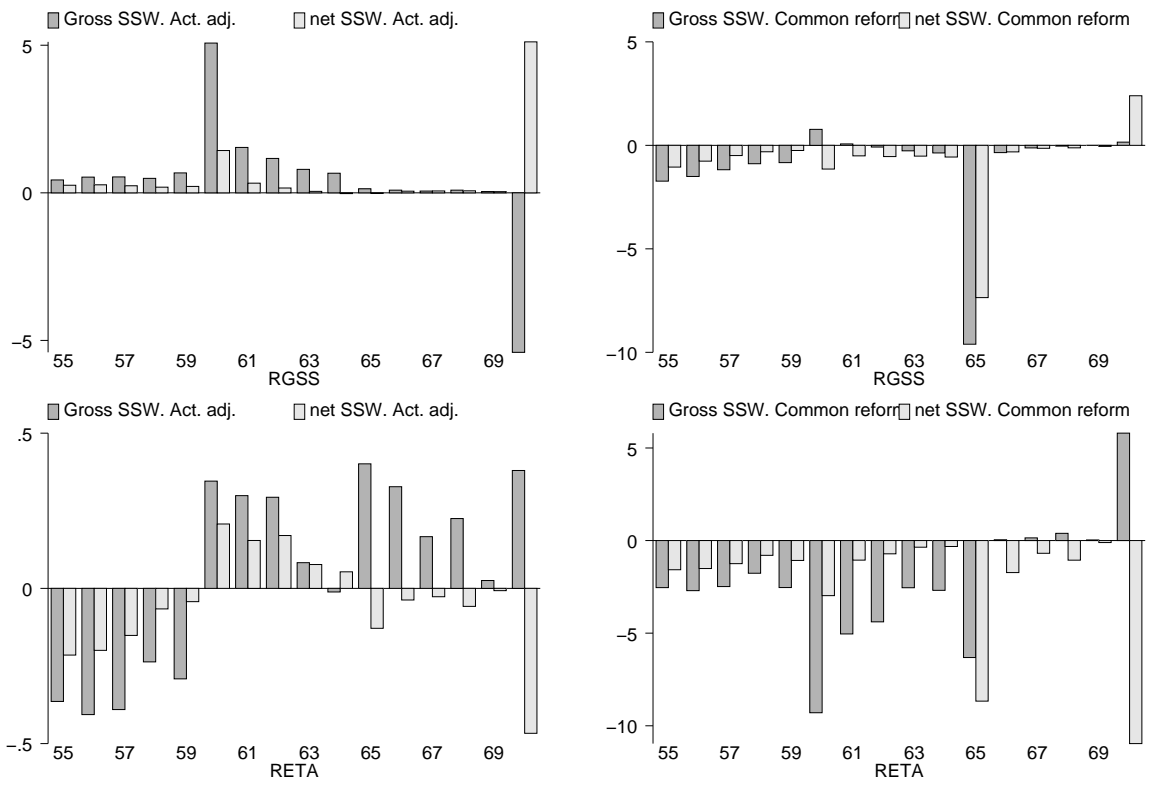 Gross SSW. Act. adj. net SSW. Act. adj.
5
0
−5
55 57 59 61 63 65 67 69
RGSS
Gross SSW. Common reform net SSW. Common reform
5
0
−5
−10
55 57 59 61 63 65 67 69
RGSS
Gross SSW. Act. adj. net SSW. Act. adj.
.5
0
−.5
55 57 59 61 63 65 67 69
RETA
Gross SSW. Common reform net SSW. Common reform
5
0
−5
−10
55 57 59 61 63 65 67 69
RETA